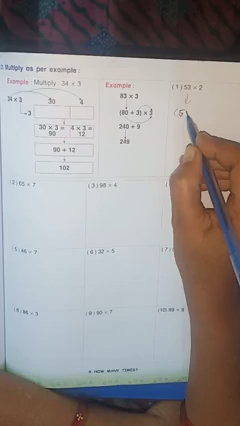 Multiply as per example :
Example : Multiply, 34 × 3
34 × 3
3
30
4
30 × 3 =
90
4 × 3 =
12
90 + 12
102
Example :
83 × 3
(80 + 3) × 3
240 + 9
249
(1) 53 × 2
(5
(2) 65 × 7
(3) 98 × 4
(5) 46 × 7
(6) 32 × 5
(7)
(8) 86 × 3
(9) 90 × 7
(10) 88 × 9
HOW MANY TIMES?